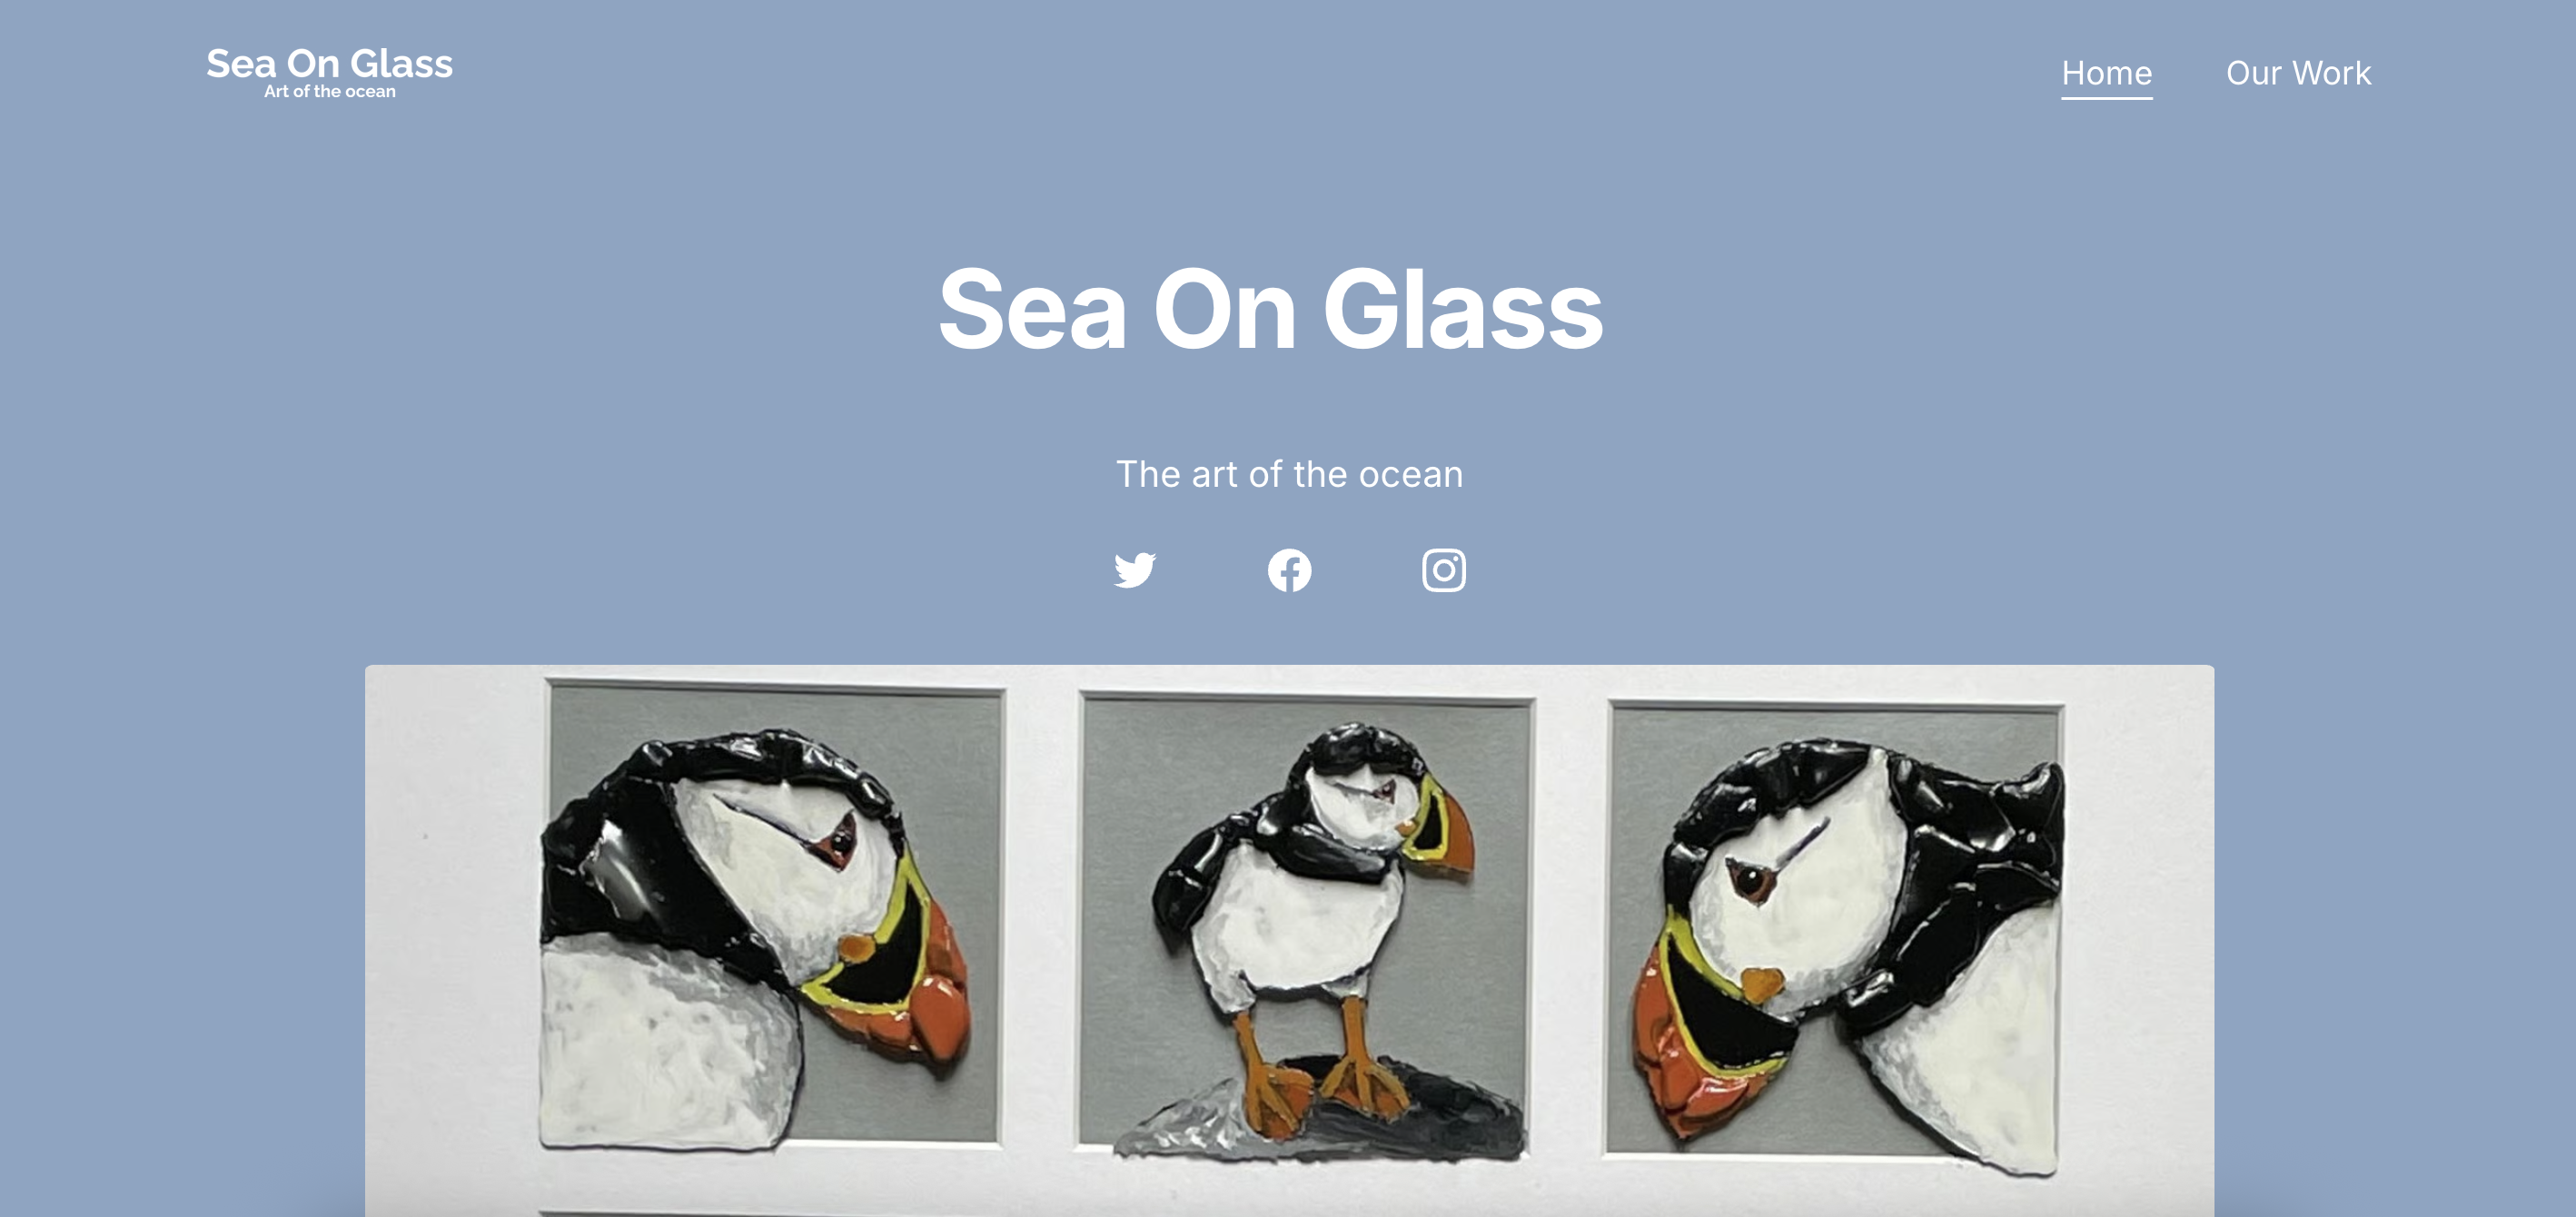 Sea On Glass
Art of the ocean
Home
Our Work
Sea On Glass
The art of the ocean